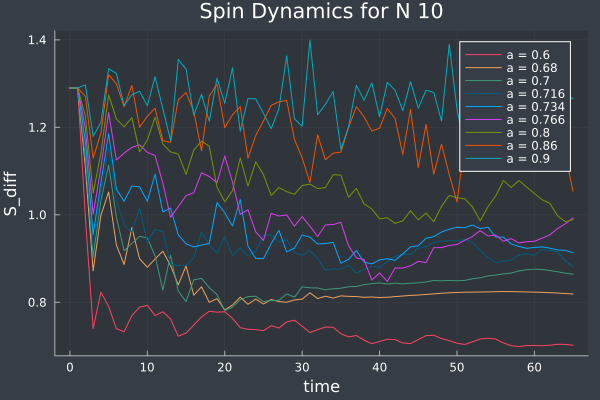 Spin Dynamics for N 10
S_diff
1.4
1.2
1.0
0.8
0
10
20
30
40
50
60
time
a = 0.6
a = 0.68
a = 0.7
a = 0.716
a = 0.734
a = 0.766
a = 0.8
a = 0.86
a = 0.9